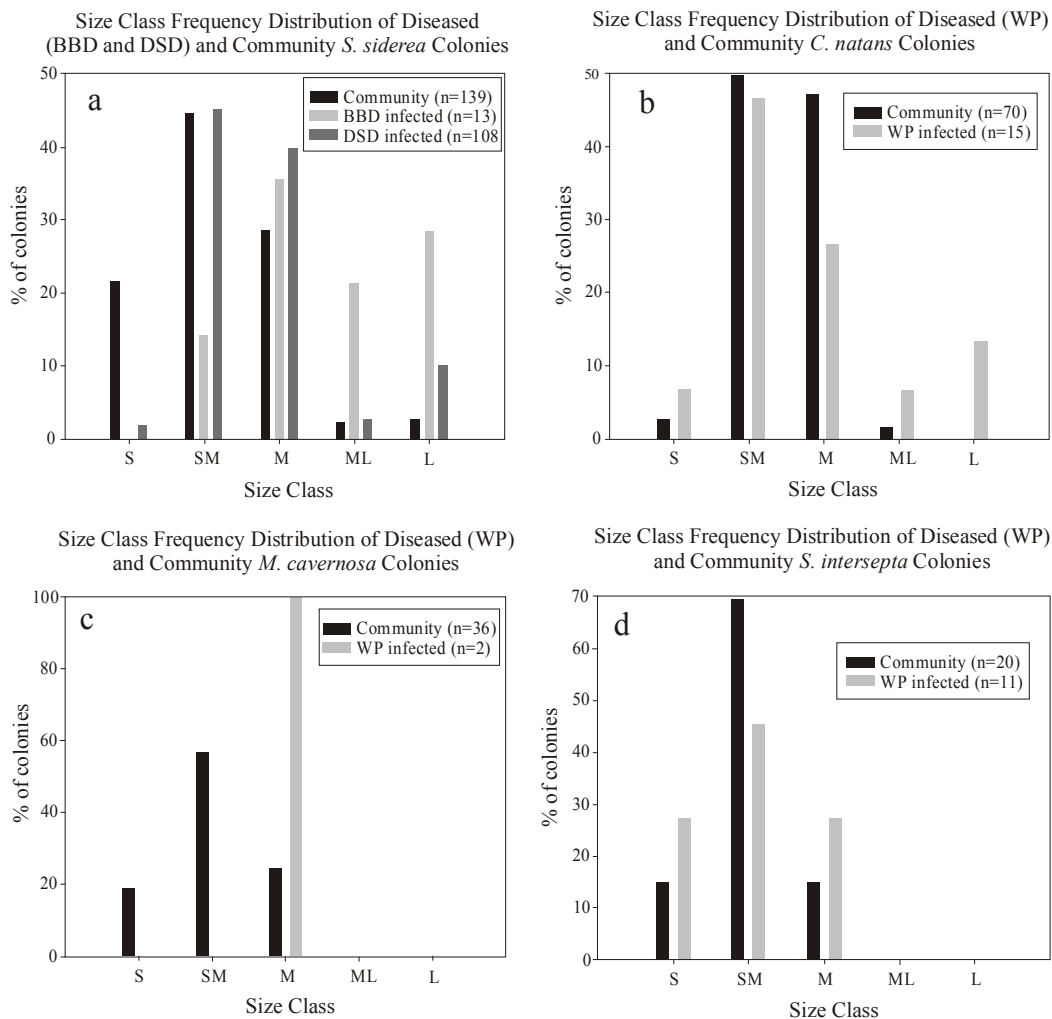 Size Class Frequency Distribution of Diseased
(BBD and DSD) and Community S. siderea Colonies
a
Community (n=139)
BBD infected (n=13)
DSD infected (n=108
50
40
30
20
10
0
% of colonies
S SM M ML L
Size Class
Size Class Frequency Distribution of Diseased (WP)
and Community C. natans Colonies
b
Community (n=70)
WP infected (n=15)
50
40
30
20
10
0
% of colonies
S SM M ML L
Size Class
Size Class Frequency Distribution of Diseased (WP)
and Community M. cavernosa Colonies
c
Community (n=36)
WP infected (n=2)
100
80
60
40
20
0
% of colonies
S SM M ML L
Size Class
Size Class Frequency Distribution of Diseased (WP)
and Community S. intersepta Colonies
d
Community (n=20)
WP infected (n=11)
70
60
50
40
30
20
10
0
% of colonies
S SM M ML L
Size Class